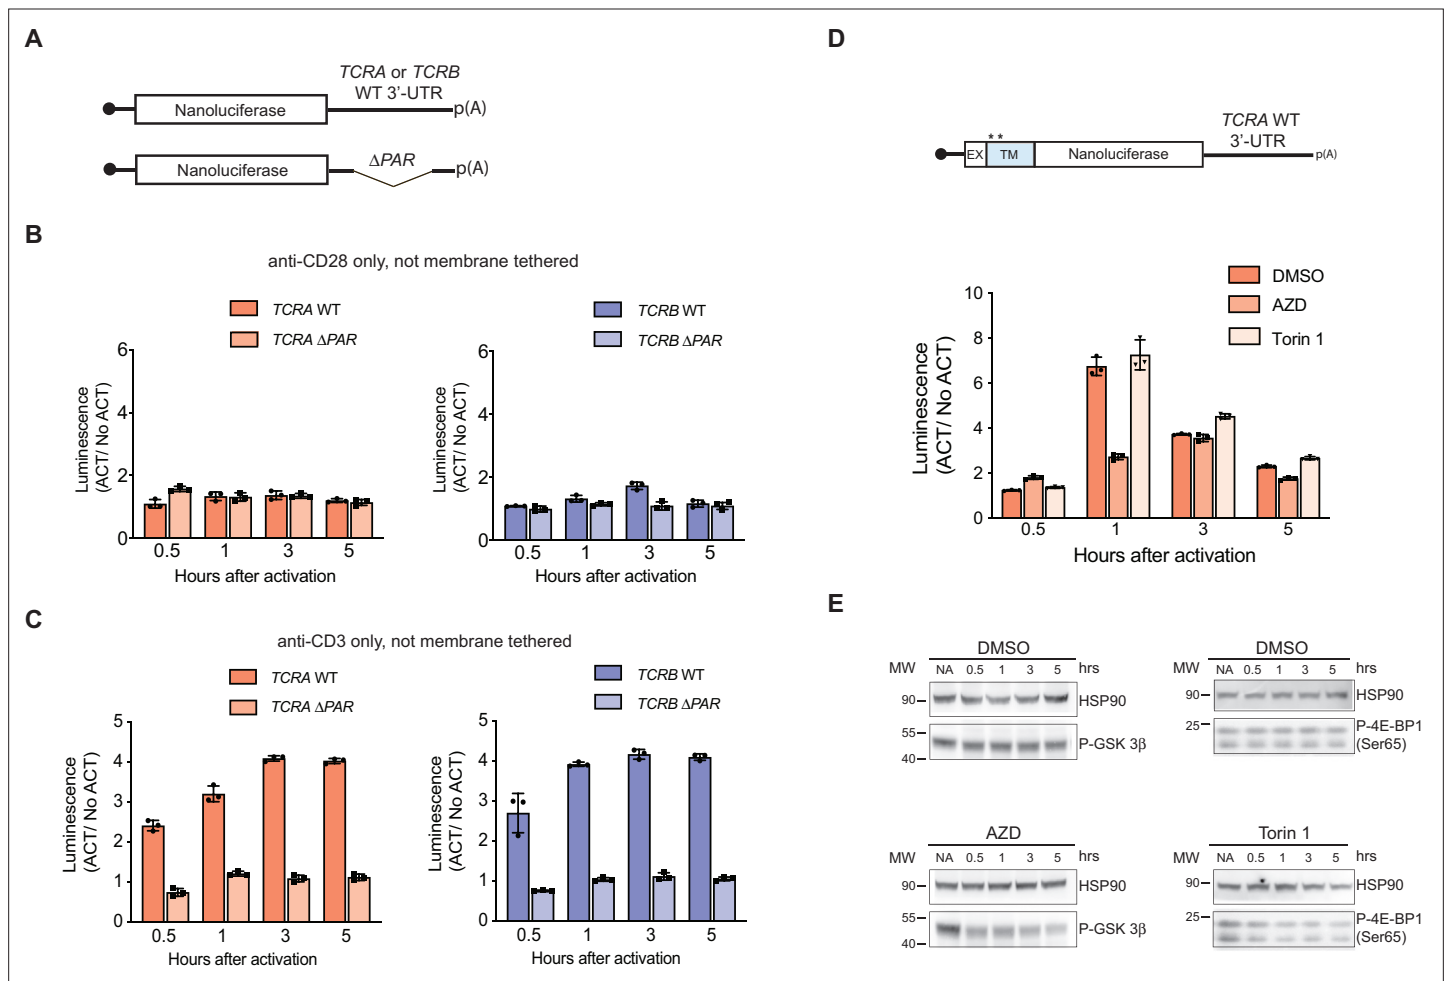 A
TCRA or TCRB
WT 3'-UTR
Nanoluciferase
p(A)
ΔPAR
Nanoluciferase
p(A)
B
anti-CD28 only, not membrane tethered
TCRA WT
TCRA ΔPAR
Luminescence
(ACT/ No ACT)
6
4
2
0
0.5 1 3 5
Hours after activation
TCRB WT
TCRB ΔPAR
Luminescence
(ACT/ No ACT)
6
4
2
0
0.5 1 3 5
Hours after activation
C
anti-CD3 only, not membrane tethered
TCRA WT
TCRA ΔPAR
Luminescence
(ACT/ No ACT)
5
4
3
2
1
0
0.5 1 3 5
Hours after activation
TCRB WT
TCRB ΔPAR
Luminescence
(ACT/ No ACT)
5
4
3
2
1
0
0.5 1 3 5
Hours after activation
D
TCRA WT
3'-UTR
* *
EX TM Nanoluciferase
p(A)
DMSO
AZD
Torin 1
Luminescence
(ACT/ No ACT)
10
8
6
4
2
0
0.5 1 3 5
Hours after activation
E
DMSO
MW NA 0.5 1 3 5 hrs
90 HSP90
55
40 P-GSK 3β
DMSO
MW NA 0.5 1 3 5 hrs
90 HSP90
25 P-4E-BP1
(Ser65)
AZD
MW NA 0.5 1 3 5 hrs
90 HSP90
55
40 P-GSK 3β
Torin 1
MW NA 0.5 1 3 5 hrs
90 HSP90
25 P-4E-BP1
(Ser65)